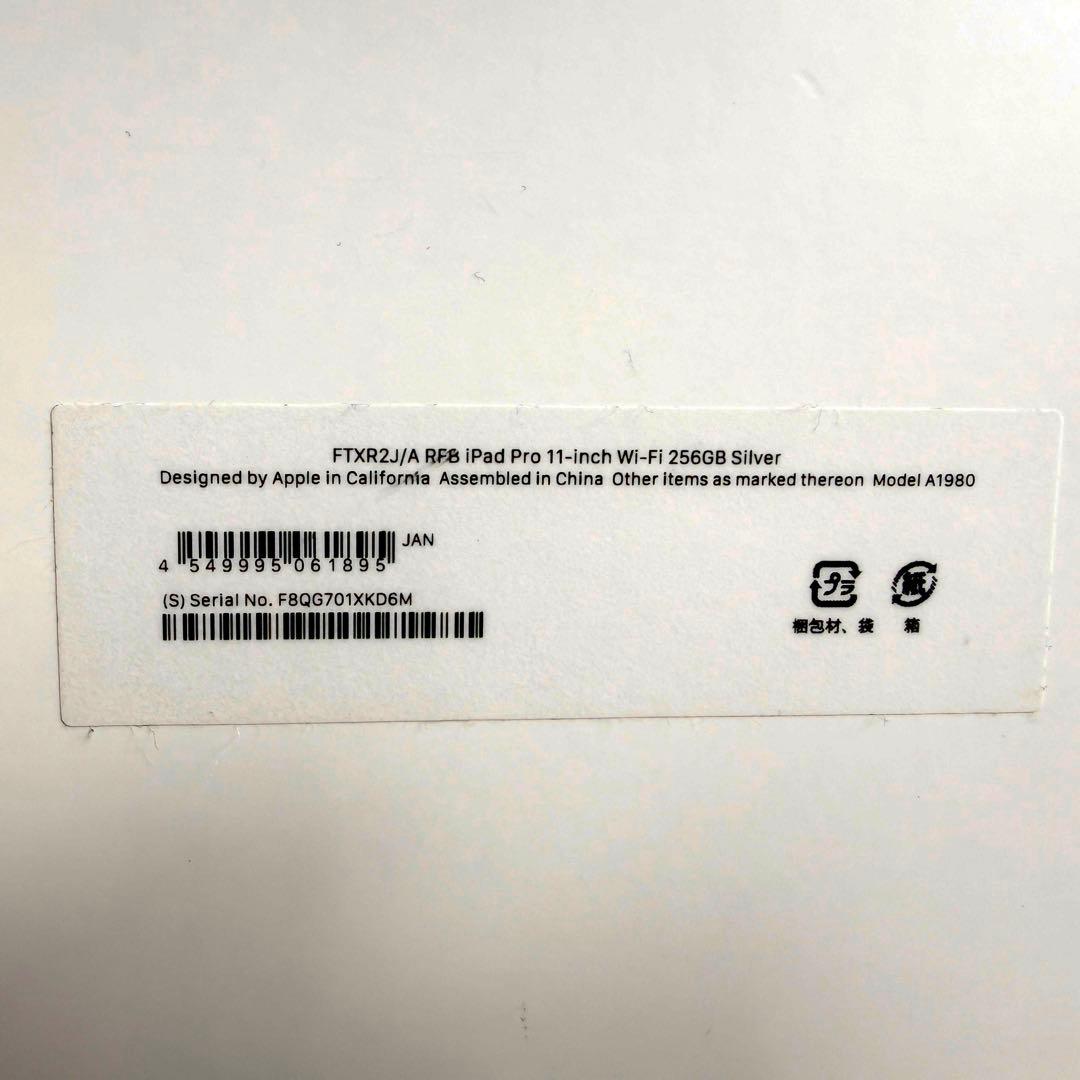 FTXR2J/A RFB iPad Pro 11-inch Wi-Fi 256GB Silver
Designed by Apple in California Assembled in China Other items as marked thereon Model A1980
JAN
4 549995 061895
(S) Serial No. F8QG701XKD6M
プラ 紙
梱包材、袋 箱